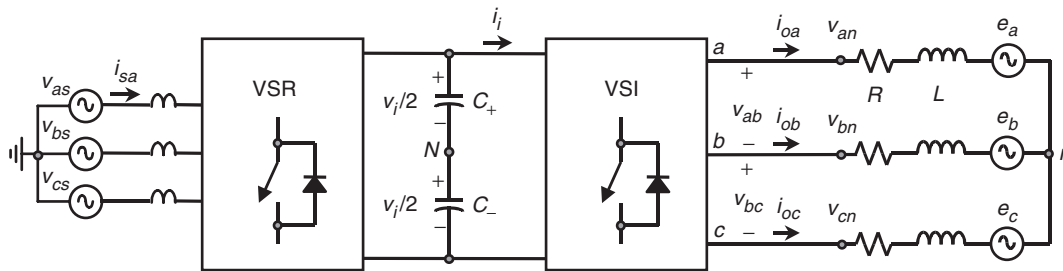 i_i
a
i_oa
v_an
e_a
v_as
i_sa
VSR
+
v_i/2
C_+
−
VSI
+
R
L
v_bs
v_ab
i_ob
v_bn
e_b
N
b
−
v_cs
+
v_i/2
C_−
−
+
v_bc
i_oc
v_cn
e_c
c
−